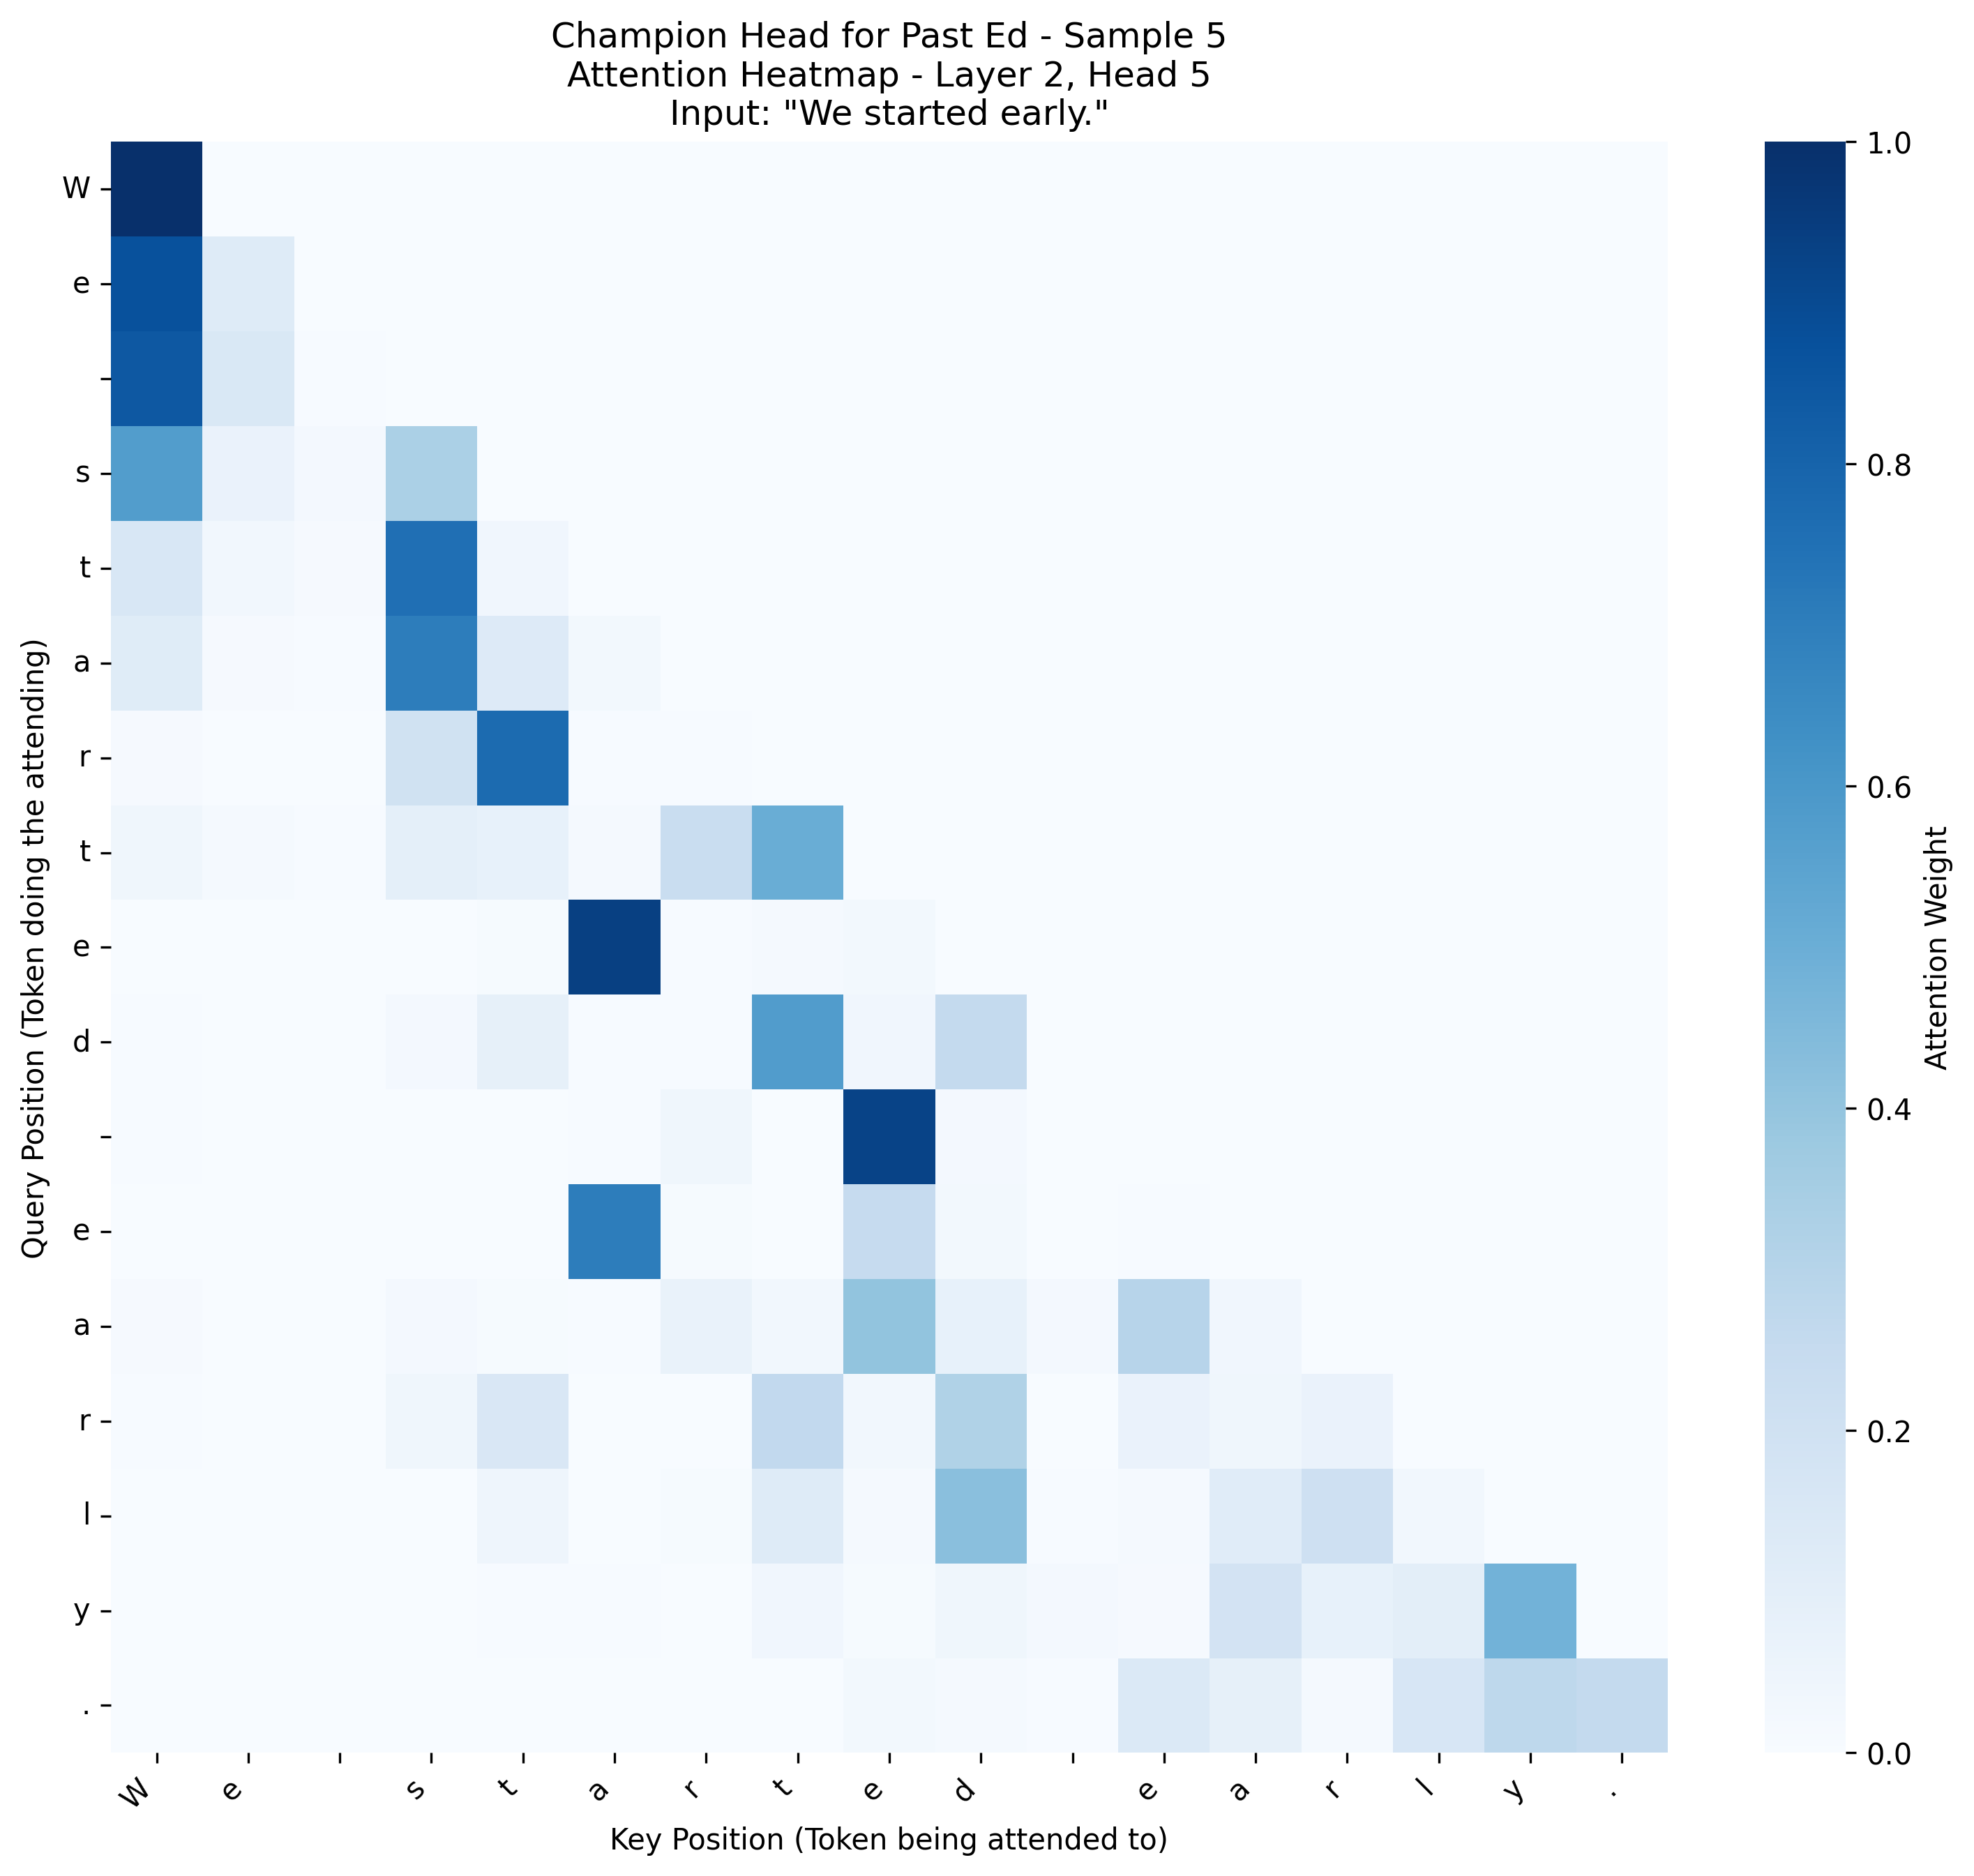 Champion Head for Past Ed - Sample 5
Attention Heatmap - Layer 2, Head 5
Input: "We started early."
Query Position (Token doing the attending)
W
e
s
t
a
r
t
e
d
e
a
r
l
y
.
W e s t a r t e d e a r l y .
Key Position (Token being attended to)
1.0
0.8
0.6
0.4
0.2
0.0
Attention Weight